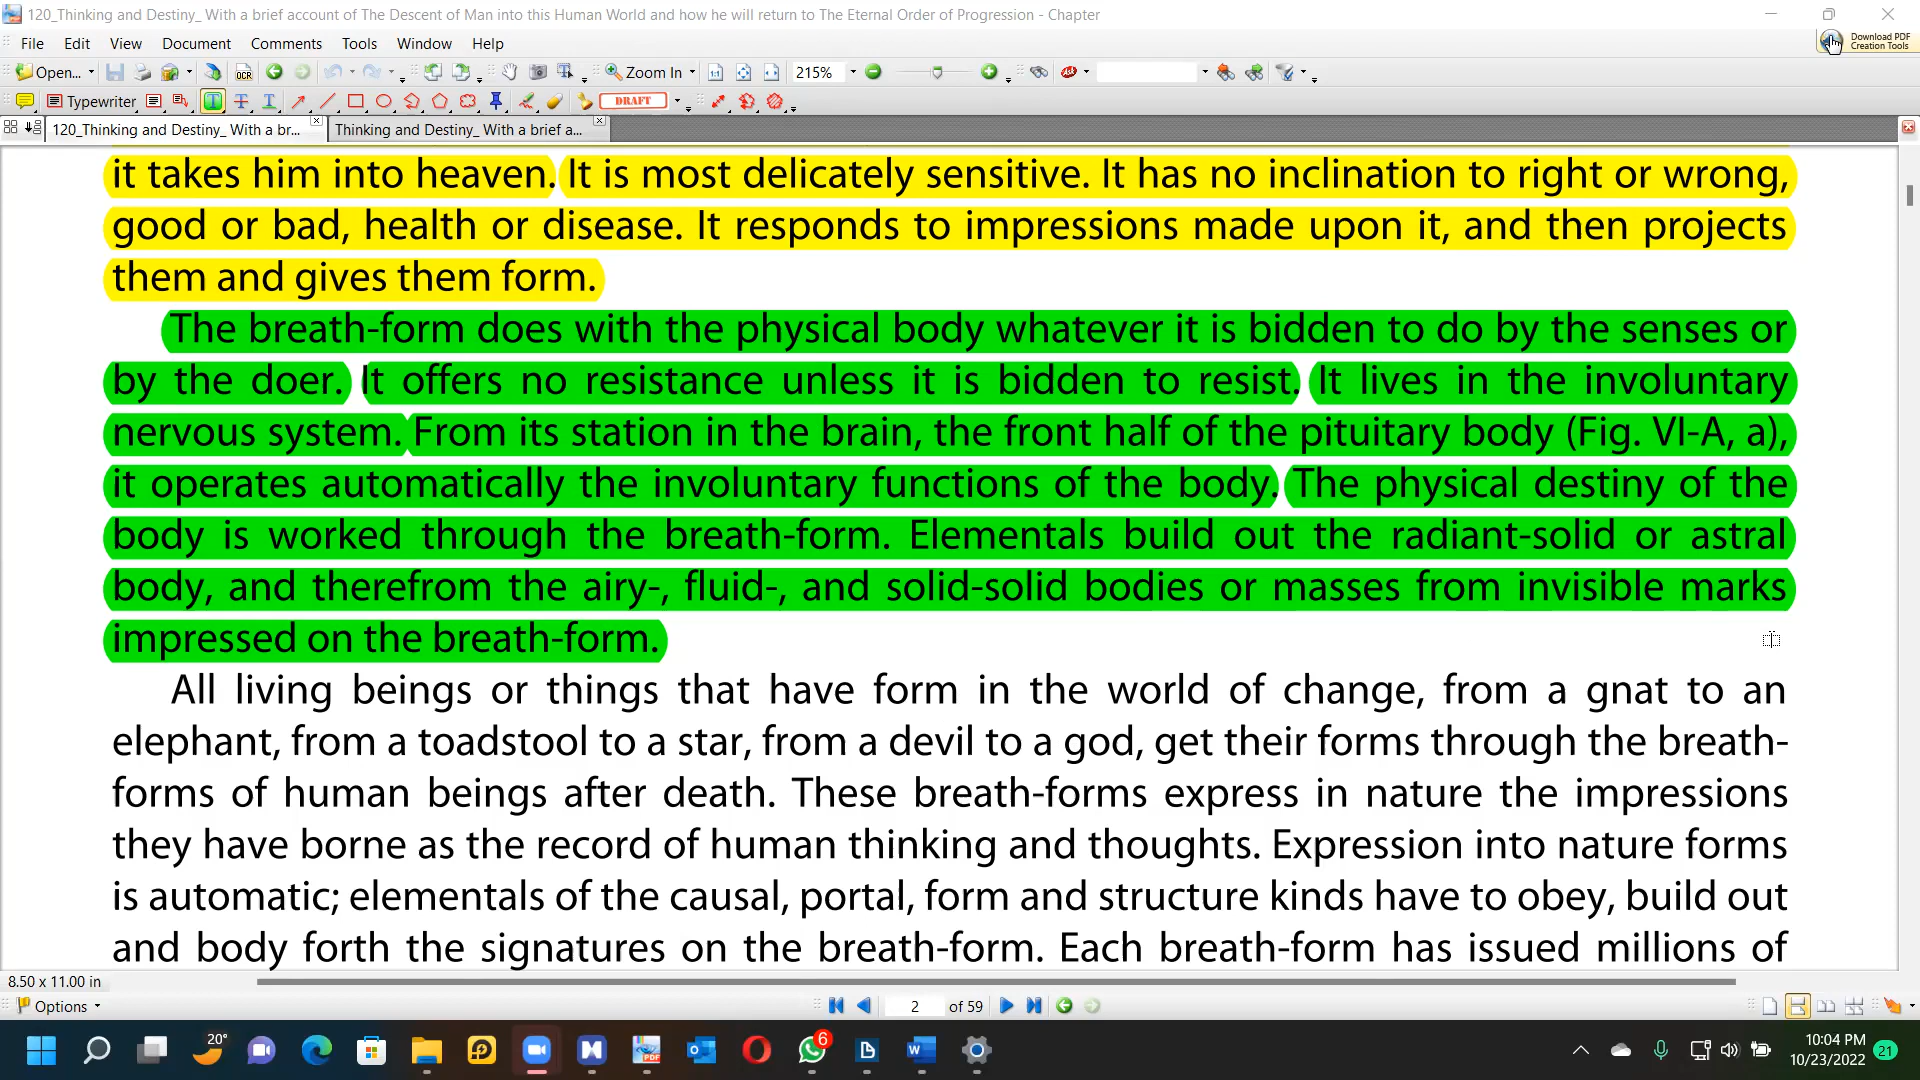 120_Thinking and Destiny_ With a brief account of The Descent of Man into this Human World and how he will return to The Eternal Order of Progression - Chapter
File Edit View Document Comments Tools Window Help
Download PDF
Creation Tools
Open... OCR Zoom In 215%
Typewriter DRAFT
120_Thinking and Destiny_ With a br... Thinking and Destiny_ With a brief a...
it takes him into heaven. It is most delicately sensitive. It has no inclination to right or wrong,
good or bad, health or disease. It responds to impressions made upon it, and then projects
them and gives them form.
The breath-form does with the physical body whatever it is bidden to do by the senses or
by the doer. It offers no resistance unless it is bidden to resist. It lives in the involuntary
nervous system. From its station in the brain, the front half of the pituitary body (Fig. VI-A, a),
it operates automatically the involuntary functions of the body. The physical destiny of the
body is worked through the breath-form. Elementals build out the radiant-solid or astral
body, and therefrom the airy-, fluid-, and solid-solid bodies or masses from invisible marks
impressed on the breath-form.
All living beings or things that have form in the world of change, from a gnat to an
elephant, from a toadstool to a star, from a devil to a god, get their forms through the breath-
forms of human beings after death. These breath-forms express in nature the impressions
they have borne as the record of human thinking and thoughts. Expression into nature forms
is automatic; elementals of the causal, portal, form and structure kinds have to obey, build out
and body forth the signatures on the breath-form. Each breath-form has issued millions of
8.50 x 11.00 in
Options 2 of 59
20° 6 10:04 PM
10/23/2022 21